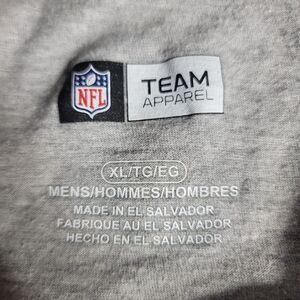 NFL
TEAM
APPAREL
XL/TG/EG
MENS/HOMMES/HOMBRES
MADE IN EL SALVADOR
FABRIQUE AU EL SALVADOR
HECHO EN EL SALVADOR